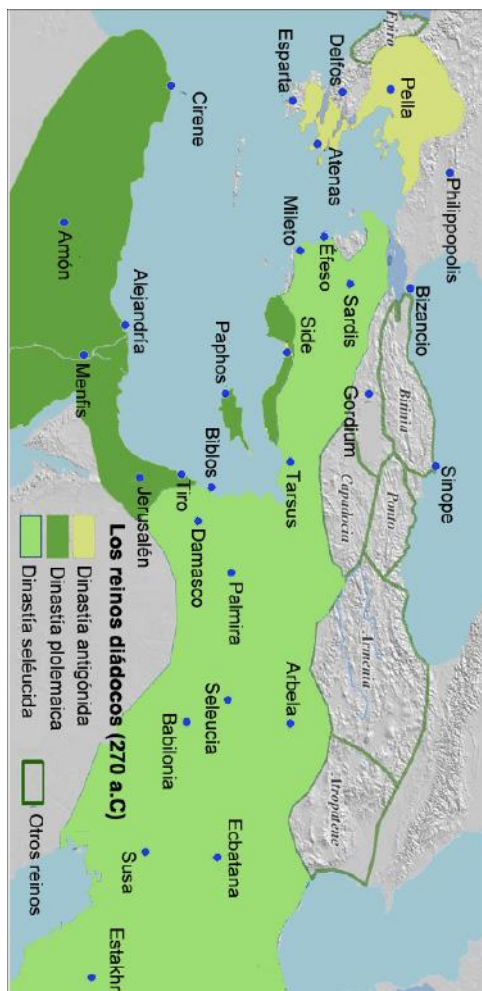 Philippopolis
Sinope
Bizancio
Pella
Epiro
Bitinia
Ponto
Armenia
Atropatene
Gordium
Capadocia
Sardis
Delfos
Atenas
Éfeso
Esparta
Mileto
Side
Tarsus
Arbela
Paphos
Biblos
Palmira
Seleucia
Ecbatana
Cirene
Tiro
Damasco
Babilonia
Susa
Alejandría
Jerusalén
Estakhr
Amón
Menfis
Los reinos diádocos (270 a.C)
Dinastía antigónida
Dinastía plolemaica
Dinastía seléucida
Otros reinos